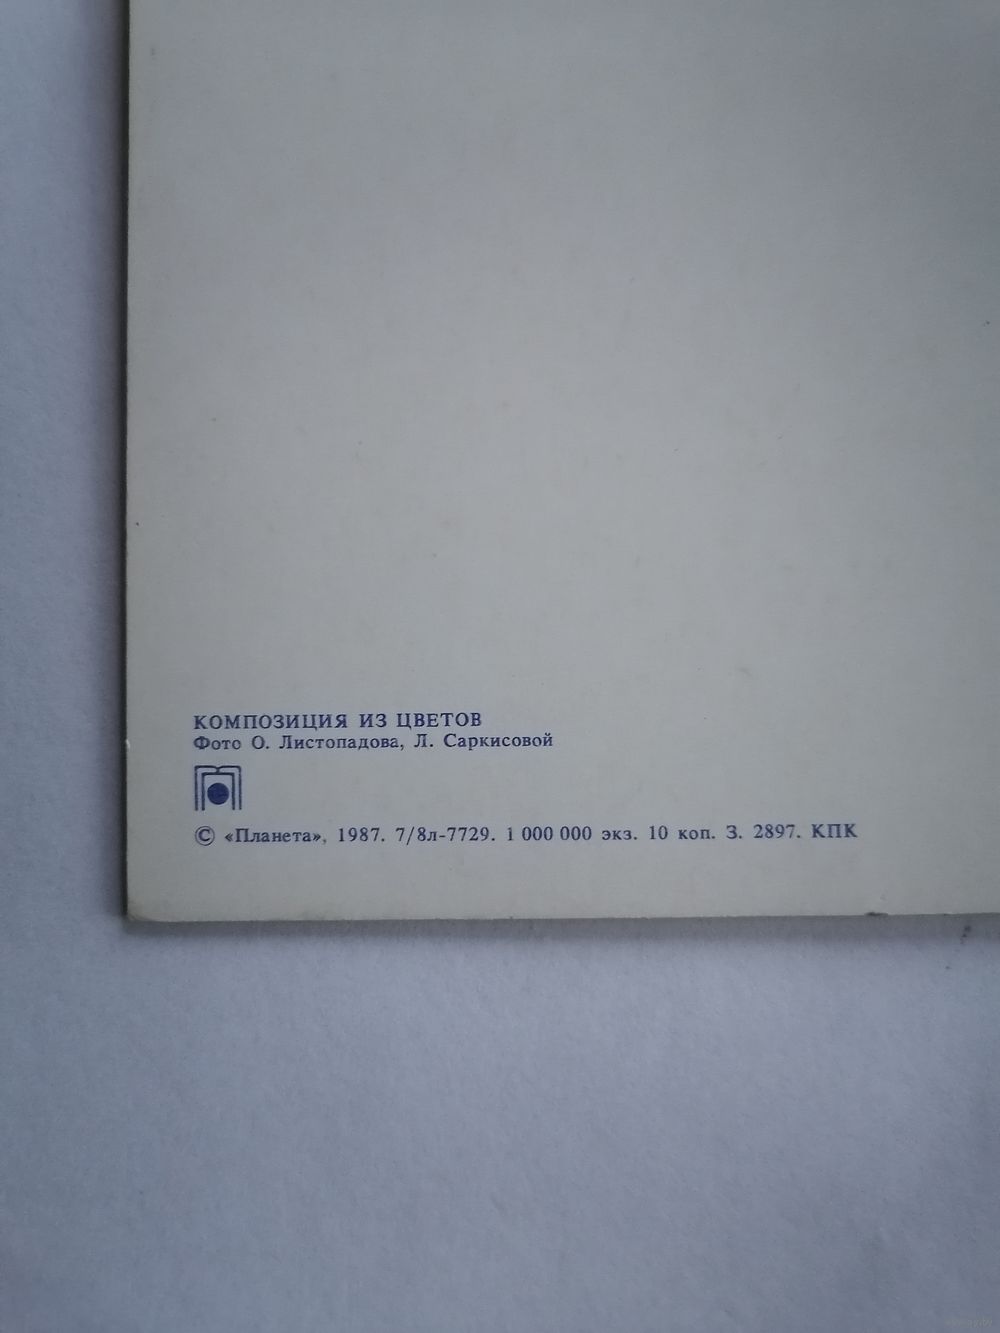 КОМПОЗИЦИЯ ИЗ ЦВЕТОВ
Фото О. Листопадова, Л. Саркисовой
© «Планета», 1987. 7/8л-7729. 1 000 000 экз. 10 коп. З. 2897. КПК